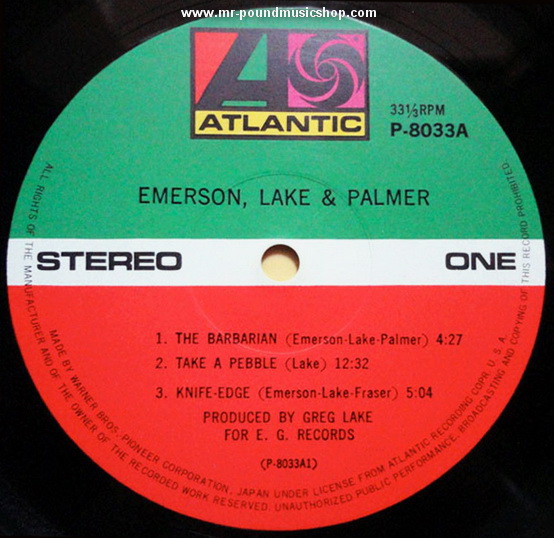 www.mr-poundmusicshop.com
ATLANTIC
33⅓RPM
P-8033A
EMERSON, LAKE & PALMER
STEREO
ONE
1. THE BARBARIAN (Emerson-Lake-Palmer) 4:27
2. TAKE A PEBBLE (Lake) 12:32
3. KNIFE-EDGE (Emerson-Lake-Fraser) 5:04
PRODUCED BY GREG LAKE
FOR E. G. RECORDS
(P-8033A1)
ALL RIGHTS OF THE MANUFACTURER AND OF THE OWNER OF THE RECORDED WORK RESERVED. UNAUTHORIZED PUBLIC PERFORMANCE, BROADCASTING AND COPYING OF THIS RECORD PROHIBITED.
MADE BY WARNER BROS.-PIONEER CORPORATION, JAPAN UNDER LICENSE FROM ATLANTIC RECORDING COPR. U. S. A.